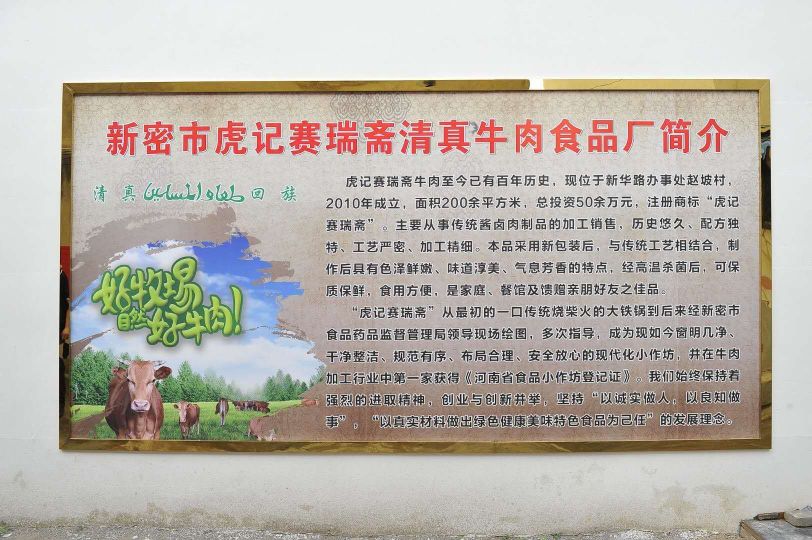 新密市虎记赛瑞斋清真牛肉食品厂简介
清真 طعام المسلمين 回族
好牧场
自然好牛肉!
虎记赛瑞斋牛肉至今已有百年历史，现位于新华路办事处赵坡村，
2010年成立，面积200余平方米，总投资50余万元，注册商标“虎记
赛瑞斋”。主要从事传统酱卤肉制品的加工销售，历史悠久、配方独
特、工艺严密、加工精细。本品采用新包装后，与传统工艺相结合，制
作后具有色泽鲜嫩、味道淳美、气息芳香的特点，经高温杀菌后，可保
质保鲜，食用方便，是家庭、餐馆及馈赠亲朋好友之佳品。
“虎记赛瑞斋”从最初的一口传统烧柴火的大铁锅到后来经新密市
食品药品监督管理局领导现场绘图，多次指导，成为现如今窗明几净、
干净整洁、规范有序、布局合理、安全放心的现代化小作坊，并在牛肉
加工行业中第一家获得《河南省食品小作坊登记证》。我们始终保持着
强烈的进取精神，创业与创新并举，坚持“以诚实做人，以良知做
事”，“以真实材料做出绿色健康美味特色食品为己任”的发展理念。